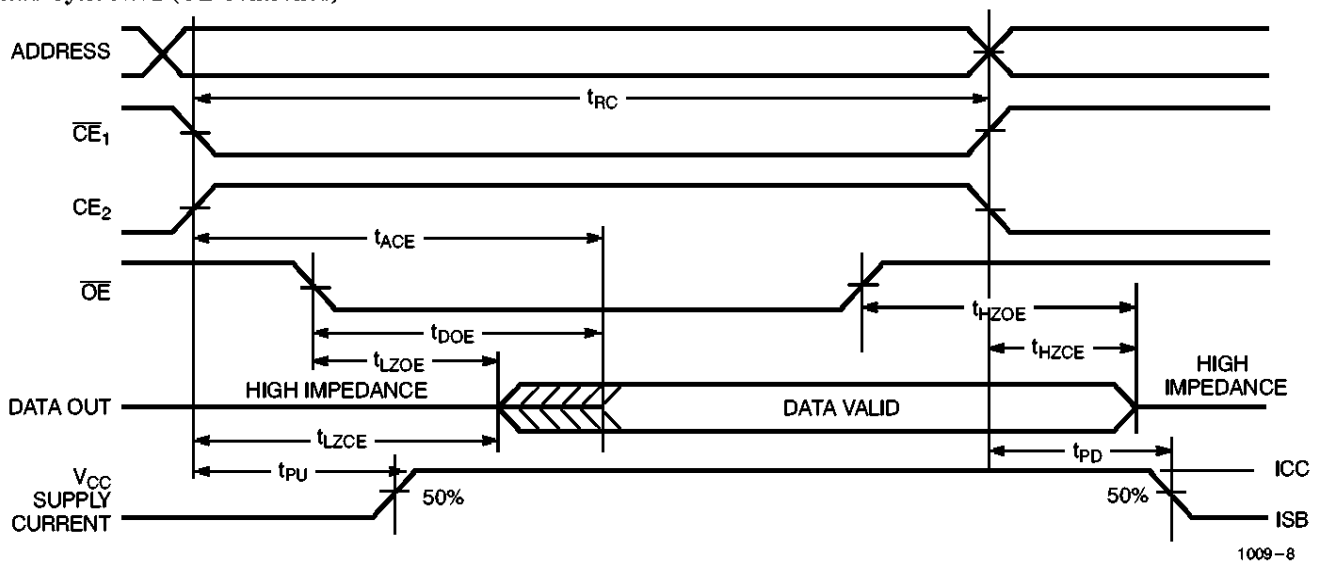 ADDRESS
tRC
CE1
CE2
tACE
OE
tHZOE
tDOE
tHZCE
tLZOE
HIGH IMPEDANCE
HIGH
IMPEDANCE
DATA OUT
DATA VALID
tLZCE
tPU
tPD
VCC
SUPPLY
CURRENT
50%
50%
ICC
ISB
1009-8